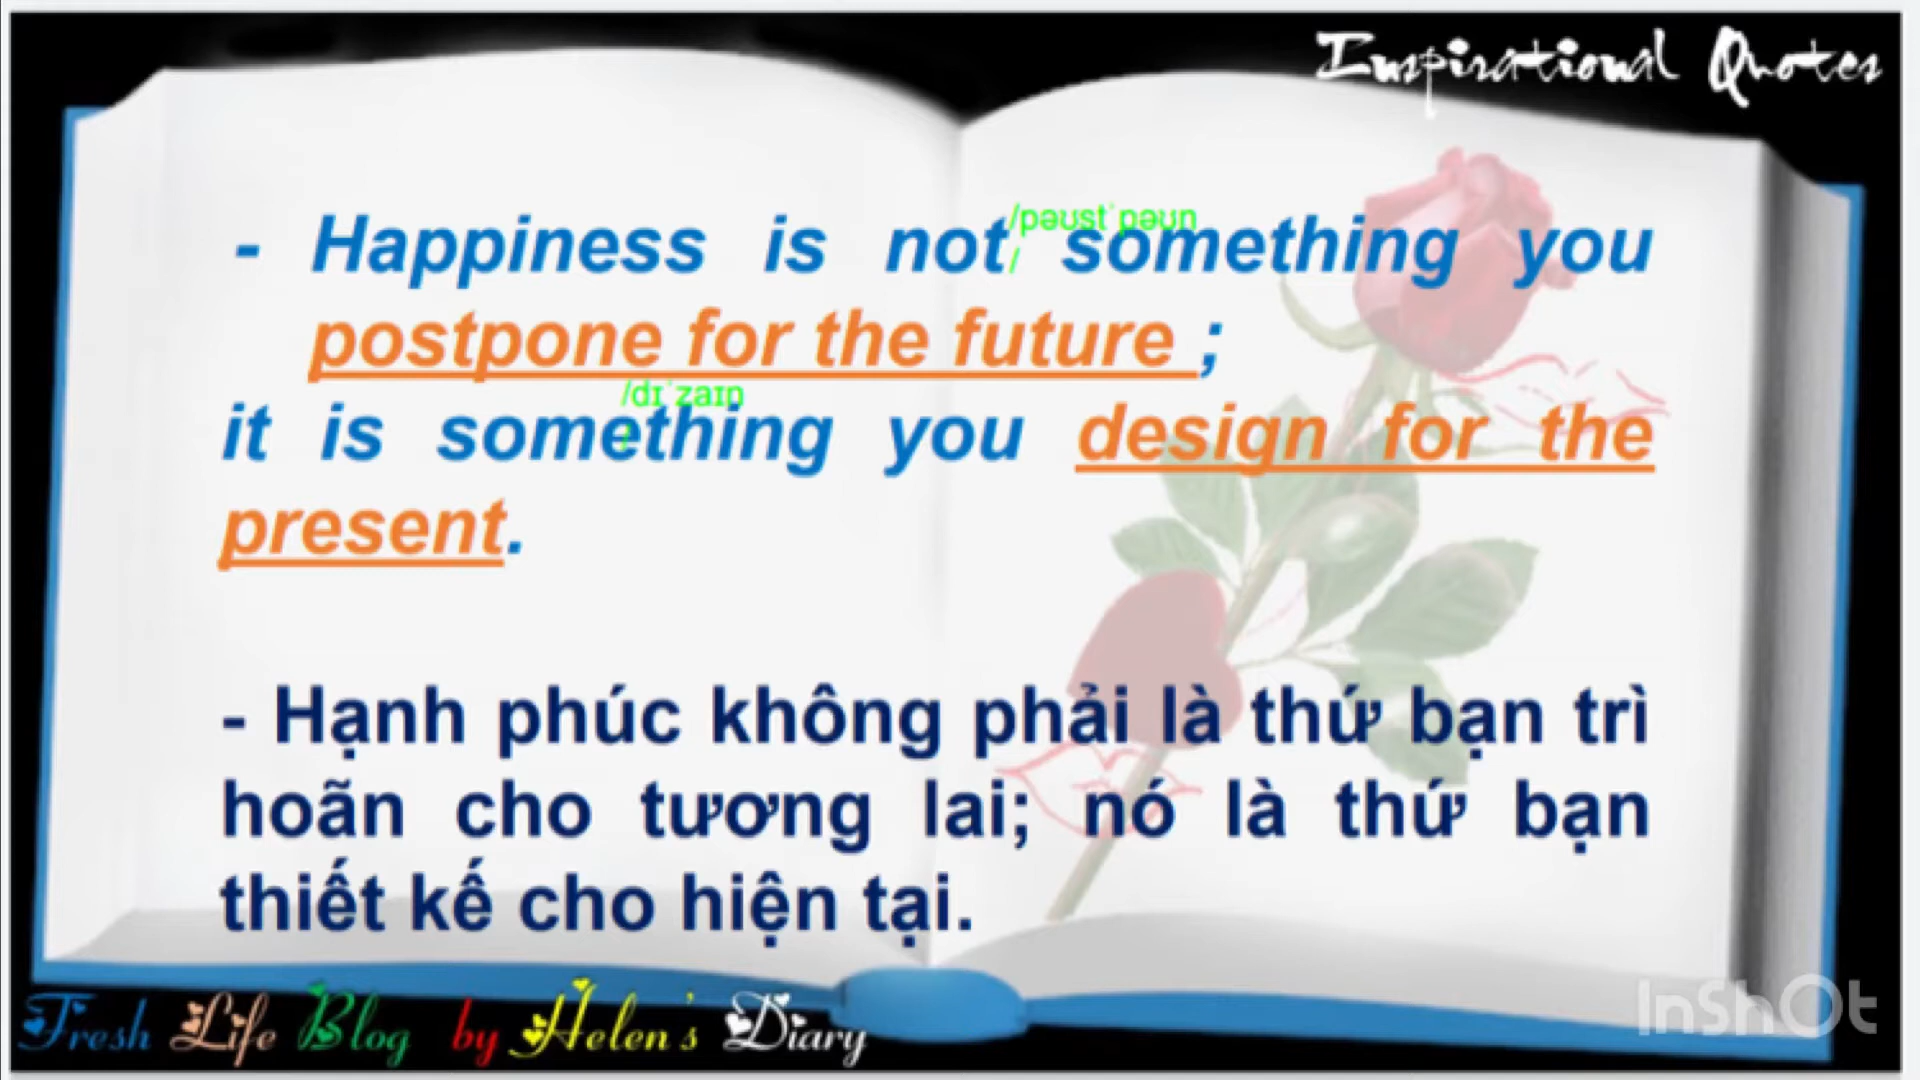 Inspirational Quotes
/pəʊstˈpəʊn
/
- Happiness is not something you
postpone for the future ;
/dɪˈzaɪn
it is something you design for the
present.
- Hạnh phúc không phải là thứ bạn trì
hoãn cho tương lai; nó là thứ bạn
thiết kế cho hiện tại.
Fresh Life Blog by Helen's Diary
InShOt